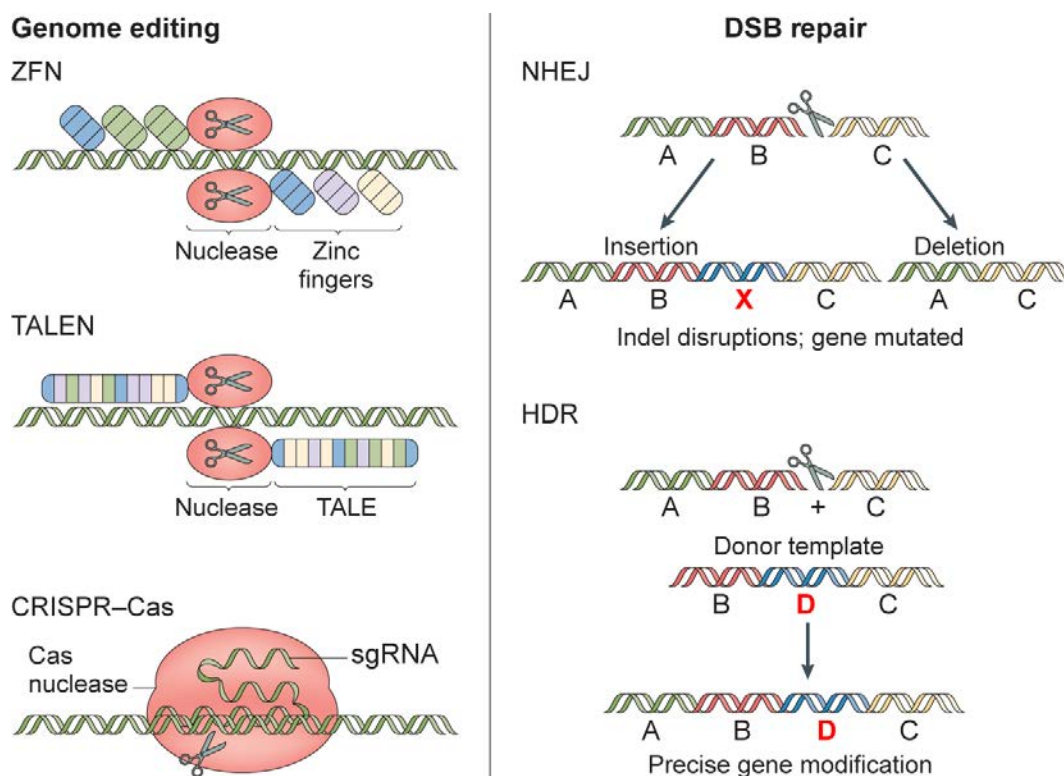 Genome editing
ZFN
Nuclease
Zinc
fingers
TALEN
Nuclease
TALE
CRISPR–Cas
Cas
nuclease
sgRNA
DSB repair
NHEJ
A B C
Insertion
Deletion
A B X C
A C
Indel disruptions; gene mutated
HDR
A B + C
Donor template
B D C
A B D C
Precise gene modification